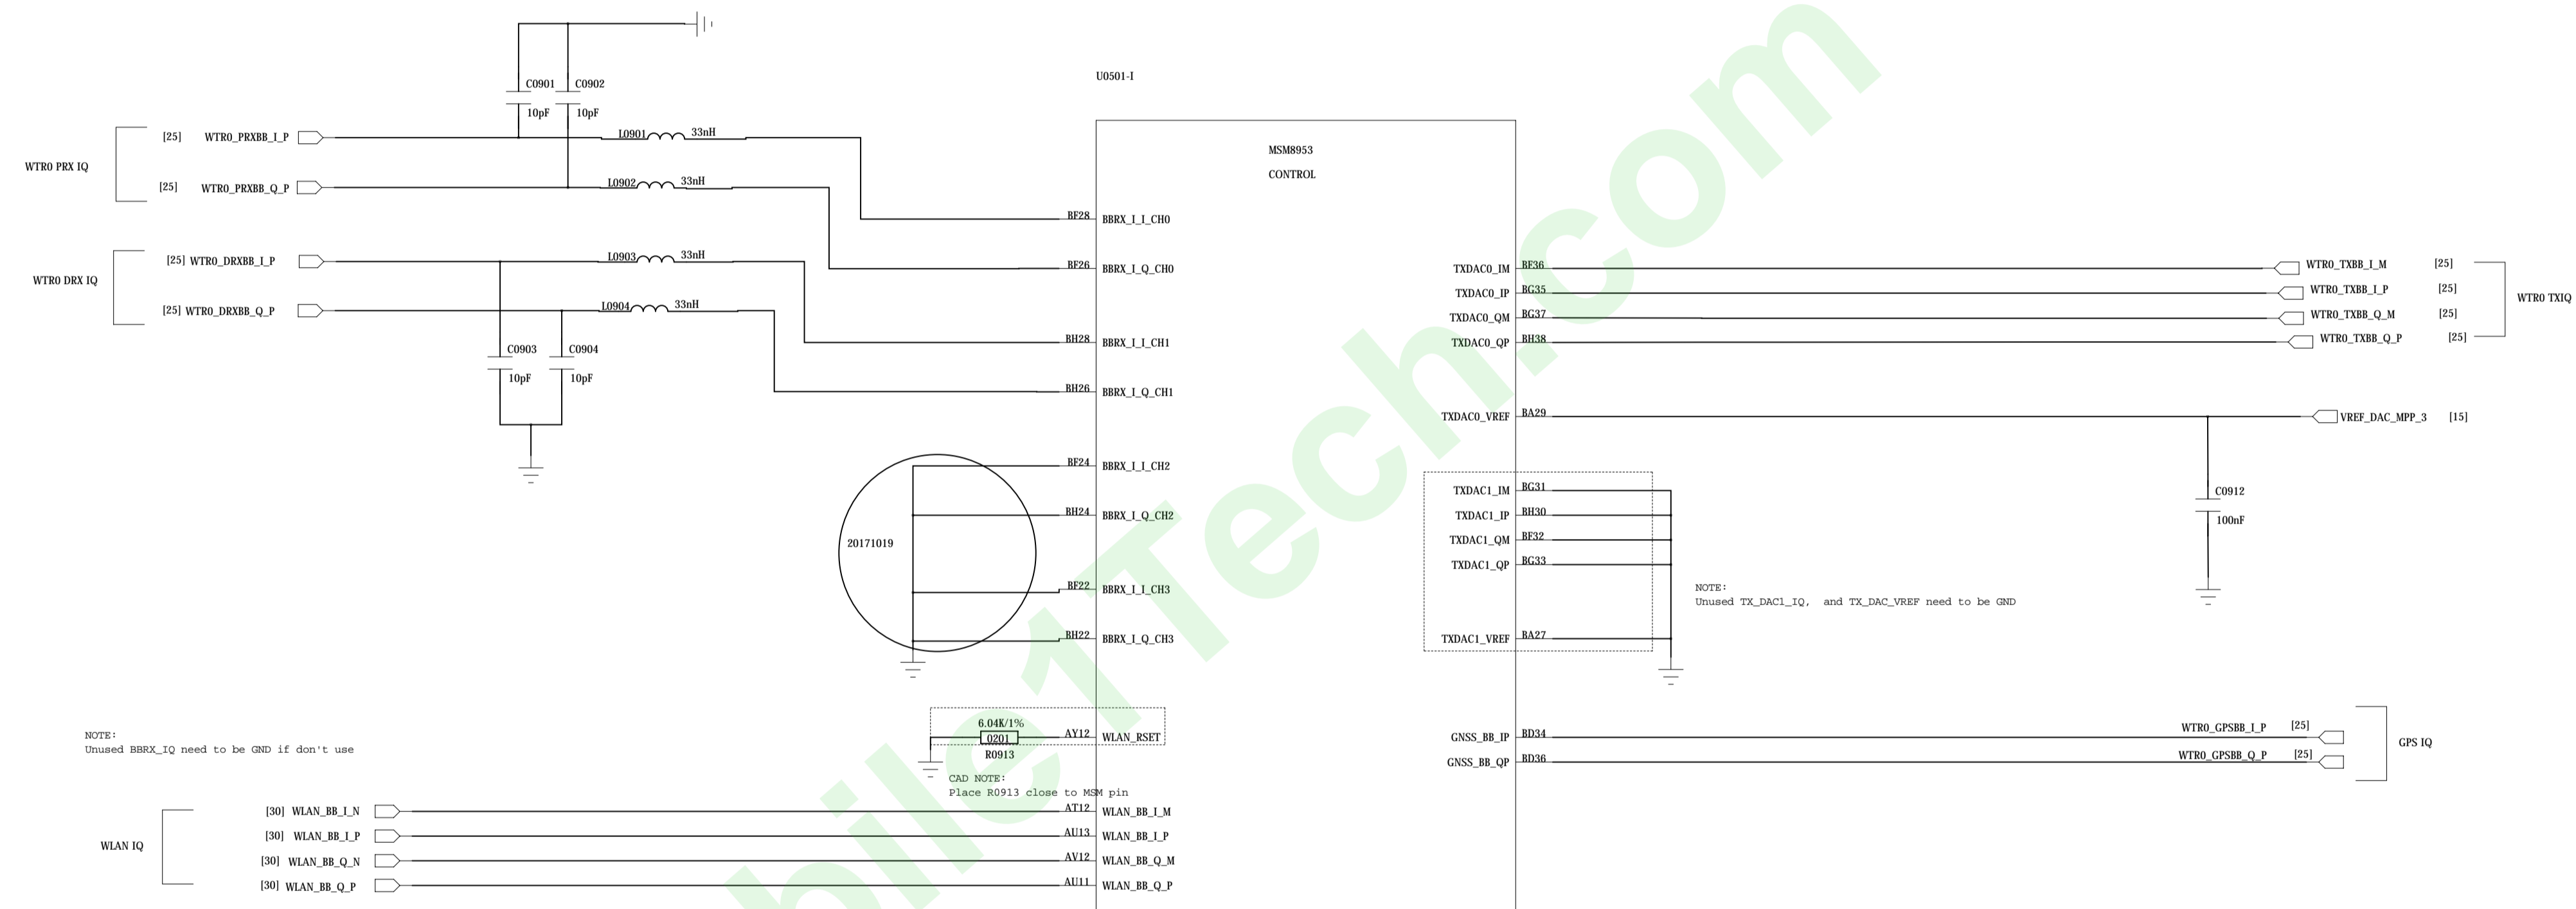 U0501-I
MSM8953
CONTROL
C0901
C0902
10pF
10pF
WTR0 PRX IQ
[25] WTR0_PRXBB_I_P
L0901
33nH
[25] WTR0_PRXBB_Q_P
L0902
33nH
BF28 BBRX_I_I_CH0
WTR0 DRX IQ
[25] WTR0_DRXBB_I_P
L0903
33nH
BF26 BBRX_I_Q_CH0
[25] WTR0_DRXBB_Q_P
L0904
33nH
BH28 BBRX_I_I_CH1
C0903
C0904
10pF
10pF
BH26 BBRX_I_Q_CH1
BF24 BBRX_I_I_CH2
BH24 BBRX_I_Q_CH2
20171019
BF22 BBRX_I_I_CH3
BH22 BBRX_I_Q_CH3
NOTE:
Unused BBRX_IQ need to be GND if don't use
6.04K/1%
0201
R0913
AY12 WLAN_RSET
CAD NOTE:
Place R0913 close to MSM pin
WLAN IQ
[30] WLAN_BB_I_N
AT12 WLAN_BB_I_M
[30] WLAN_BB_I_P
AU13 WLAN_BB_I_P
[30] WLAN_BB_Q_N
AV12 WLAN_BB_Q_M
[30] WLAN_BB_Q_P
AU11 WLAN_BB_Q_P
TXDAC0_IM BF36
WTR0_TXBB_I_M [25]
TXDAC0_IP BG35
WTR0_TXBB_I_P [25]
TXDAC0_QM BG37
WTR0_TXBB_Q_M [25]
TXDAC0_QP BH38
WTR0_TXBB_Q_P [25]
WTR0 TXIQ
TXDAC0_VREF BA29
VREF_DAC_MPP_3 [15]
C0912
100nF
TXDAC1_IM BG31
TXDAC1_IP BH30
TXDAC1_QM BF32
TXDAC1_QP BG33
TXDAC1_VREF BA27
NOTE:
Unused TX_DAC1_IQ, and TX_DAC_VREF need to be GND
GNSS_BB_IP BD34
WTR0_GPSBB_I_P [25]
GNSS_BB_QP BD36
WTR0_GPSBB_Q_P [25]
GPS IQ
bile1Tech.com